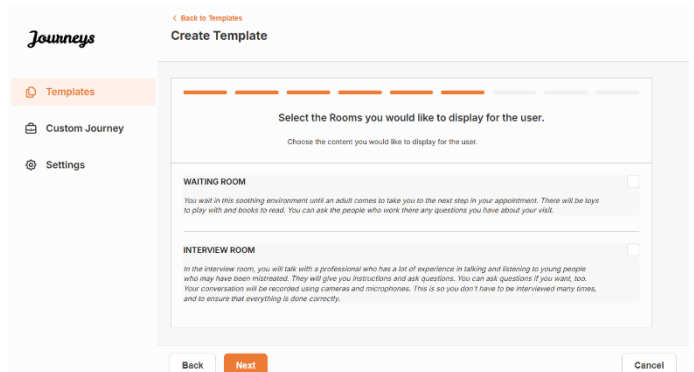 Journeys
Templates
Custom Journey
Settings
< Back to Templates
Create Template
Select the Rooms you would like to display for the user.
Choose the content you would like to display for the user.
WAITING ROOM
You wait in this soothing environment until an adult comes to take you to the next step in your appointment. There will be toys
to play with and books to read. You can ask the people who work there any questions you have about your visit.
INTERVIEW ROOM
In the interview room, you will talk with a professional who has a lot of experience in talking and listening to young people
who may have been mistreated. They will give you instructions and ask questions. You can ask questions if you want, too.
Your conversation will be recorded using cameras and microphones. This is so you don't have to be interviewed many times,
and to ensure that everything is done correctly.
Back
Next
Cancel